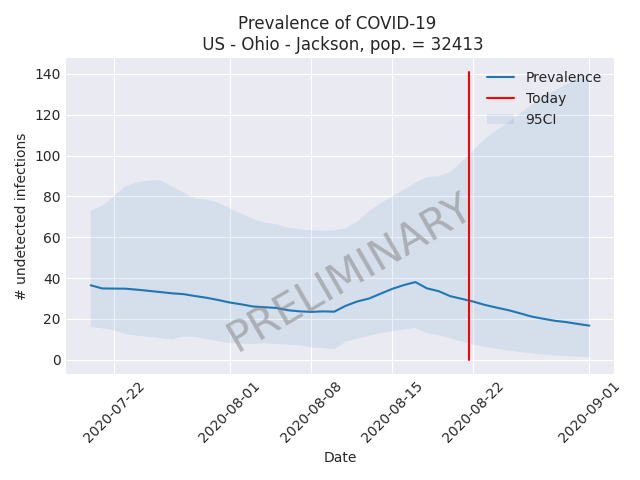 Prevalence of COVID-19
US - Ohio - Jackson, pop. = 32413
# undetected infections
140
120
100
80
60
40
20
0
Prevalence
Today
95CI
PRELIMINARY
2020-07-22
2020-08-01
2020-08-08
2020-08-15
2020-08-22
2020-09-01
Date